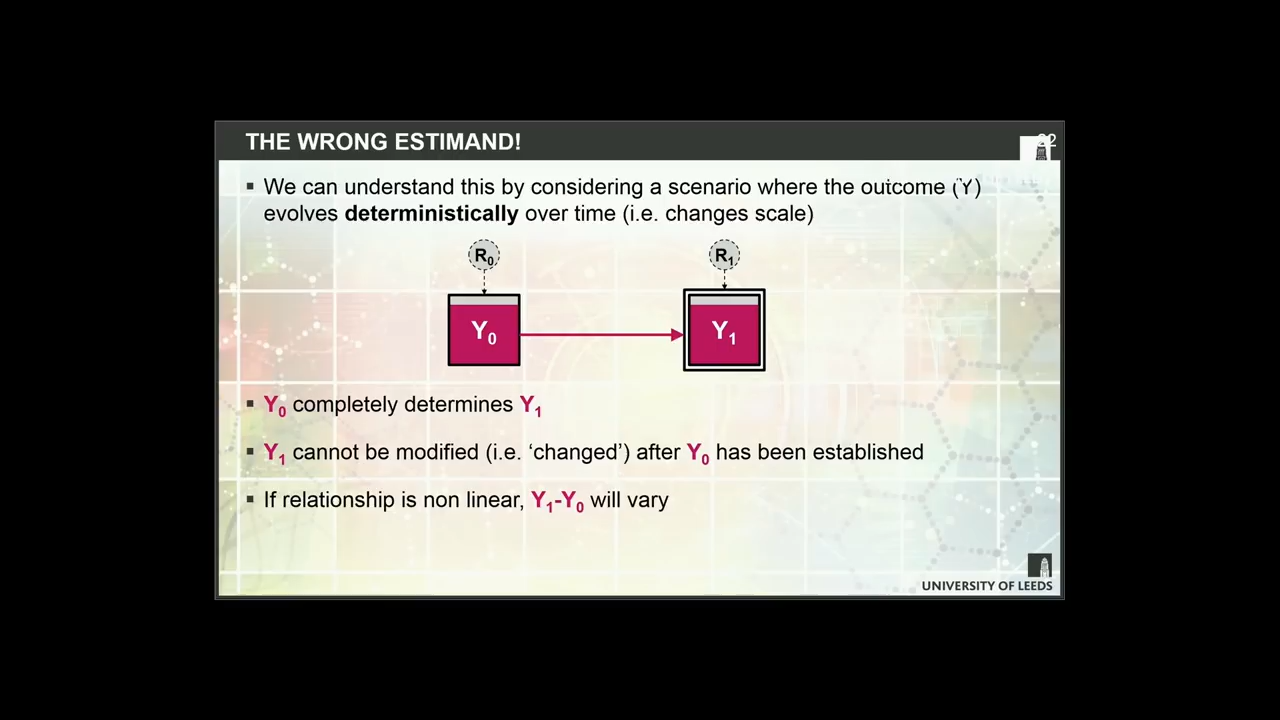 THE WRONG ESTIMAND!
22
▪ We can understand this by considering a scenario where the outcome (Y)
evolves deterministically over time (i.e. changes scale)
R₀ R₁
Y₀ Y₁
▪ Y₀ completely determines Y₁
▪ Y₁ cannot be modified (i.e. ‘changed’) after Y₀ has been established
▪ If relationship is non linear, Y₁-Y₀ will vary
UNIVERSITY OF LEEDS